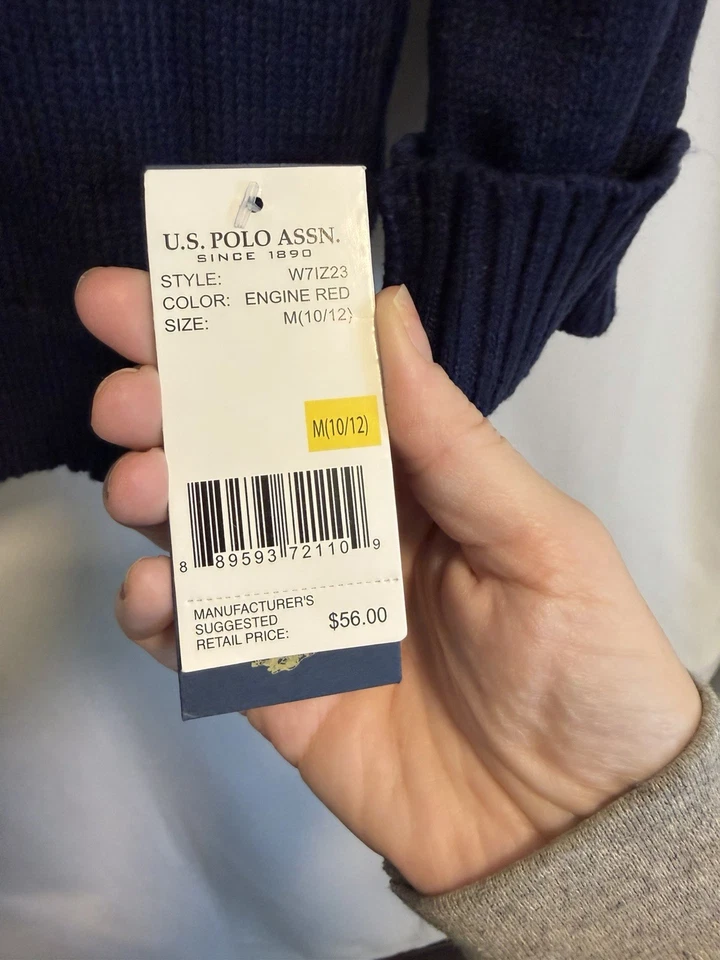 U.S. POLO ASSN.
SINCE 1890
STYLE: W7IZ23
COLOR: ENGINE RED
SIZE: M(10/12)
M(10/12)
8 89593 72110 9
MANUFACTURER'S
SUGGESTED
RETAIL PRICE: $56.00